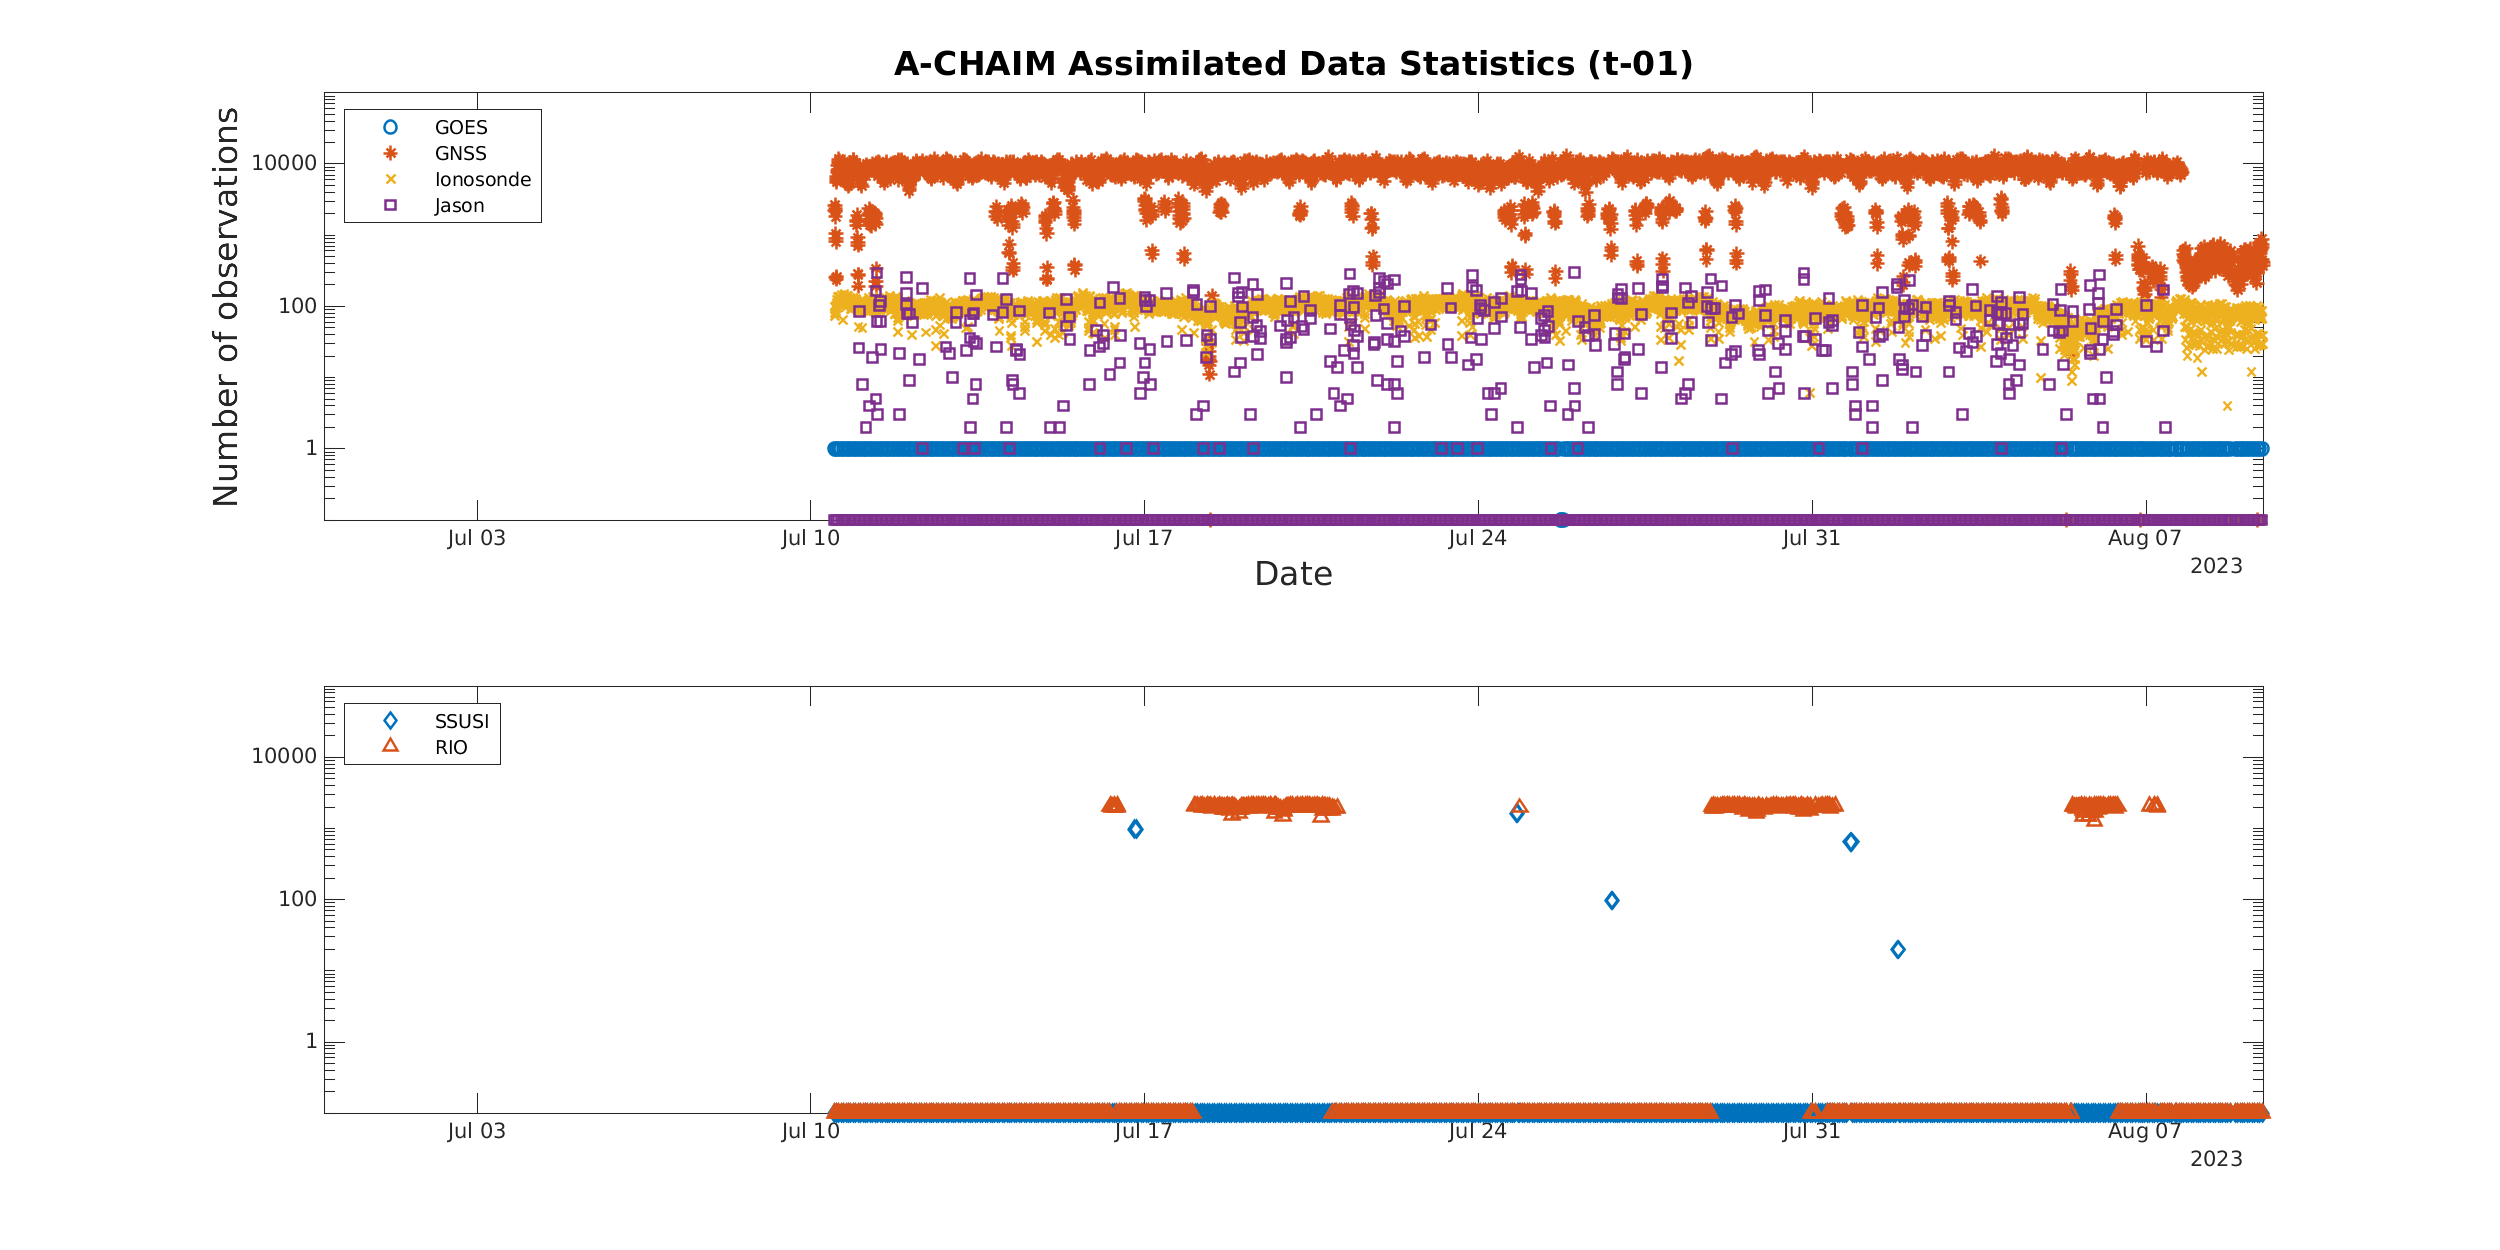 A-CHAIM Assimilated Data Statistics (t-01)
Number of observations
10000
100
1
GOES
GNSS
Ionosonde
Jason
Jul 03 Jul 10 Jul 17 Jul 24 Jul 31 Aug 07
2023
Date
10000
100
1
SSUSI
RIO
Jul 03 Jul 10 Jul 17 Jul 24 Jul 31 Aug 07
2023